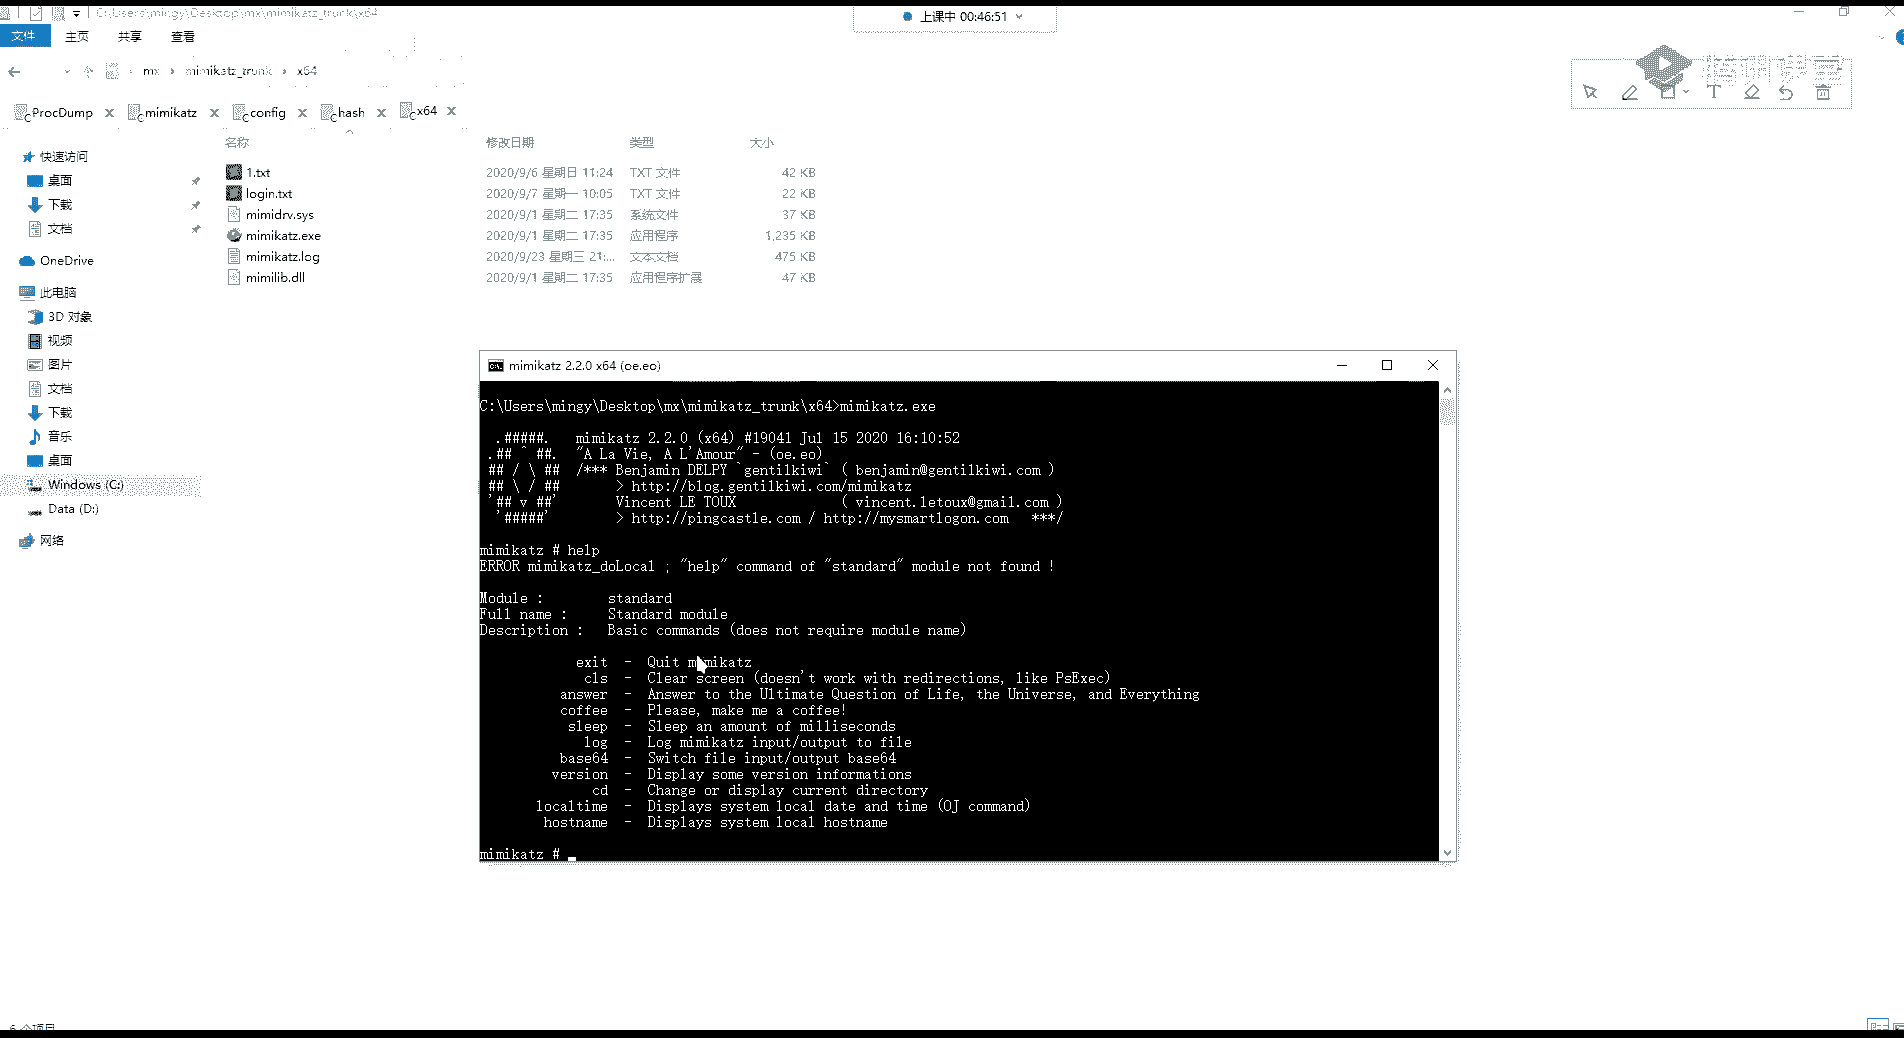 C:\Users\mingy\Desktop\mx\mimikatz_trunk\x64
上课中 00:46:51
文件 主页 共享 查看
mx › mimikatz_trunk › x64
ProcDump mimikatz config hash x64
名称 修改日期 类型 大小
快速访问
桌面
下载
文档
OneDrive
此电脑
3D 对象
视频
图片
文档
下载
音乐
桌面
Windows (C:)
Data (D:)
网络
1.txt 2020/9/6 星期日 11:24 TXT 文件 42 KB
login.txt 2020/9/7 星期一 10:05 TXT 文件 22 KB
mimidrv.sys 2020/9/1 星期二 17:35 系统文件 37 KB
mimikatz.exe 2020/9/1 星期二 17:35 应用程序 1,235 KB
mimikatz.log 2020/9/23 星期三 21:... 文本文档 475 KB
mimilib.dll 2020/9/1 星期二 17:35 应用程序扩展 47 KB
mimikatz 2.2.0 x64 (oe.eo)
C:\Users\mingy\Desktop\mx\mimikatz_trunk\x64>mimikatz.exe
.#####. mimikatz 2.2.0 (x64) #19041 Jul 15 2020 16:10:52
.## ^ ##. "A La Vie, A L'Amour" - (oe.eo)
## / \ ## /*** Benjamin DELPY `gentilkiwi` ( benjamin@gentilkiwi.com )
## \ / ## > http://blog.gentilkiwi.com/mimikatz
'## v ##' Vincent LE TOUX ( vincent.letoux@gmail.com )
'#####' > http://pingcastle.com / http://mysmartlogon.com ***/
mimikatz # help
ERROR mimikatz_doLocal ; "help" command of "standard" module not found !
Module : standard
Full name : Standard module
Description : Basic commands (does not require module name)
exit - Quit mimikatz
cls - Clear screen (doesn't work with redirections, like PsExec)
answer - Answer to the Ultimate Question of Life, the Universe, and Everything
coffee - Please, make me a coffee!
sleep - Sleep an amount of milliseconds
log - Log mimikatz input/output to file
base64 - Switch file input/output base64
version - Display some version informations
cd - Change or display current directory
localtime - Displays system local date and time (OJ command)
hostname - Displays system local hostname
mimikatz #